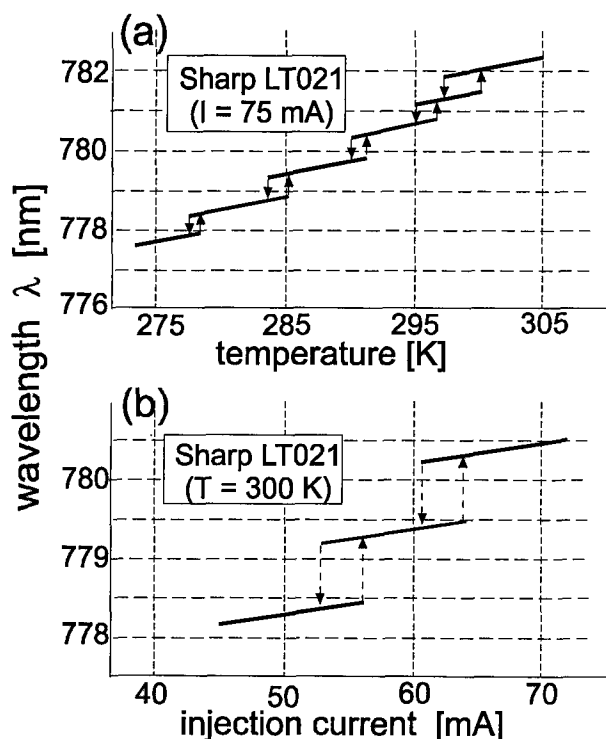 (a)
Sharp LT021
(I = 75 mA)
782
780
778
776
275 285 295 305
temperature [K]
wavelength λ [nm]
(b)
Sharp LT021
(T = 300 K)
780
779
778
40 50 60 70
injection current [mA]